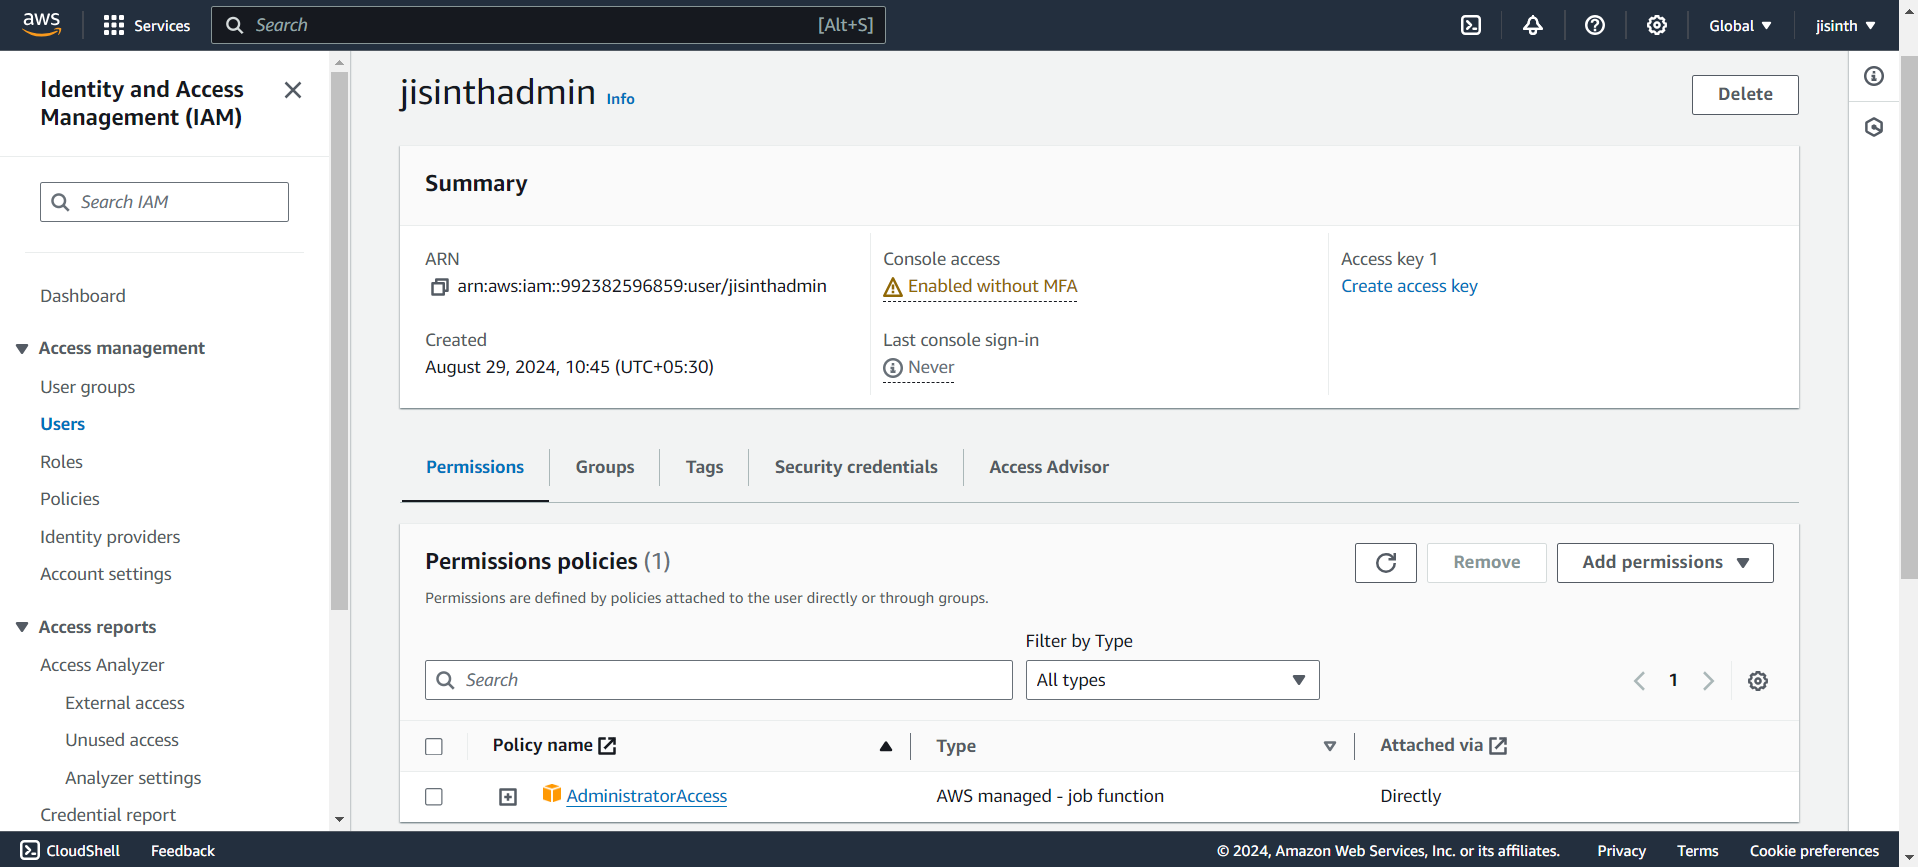 aws
Services
Search
[Alt+S]
Global
jisinth
Identity and Access
Management (IAM)
Search IAM
Dashboard
Access management
User groups
Users
Roles
Policies
Identity providers
Account settings
Access reports
Access Analyzer
External access
Unused access
Analyzer settings
Credential report
jisinthadmin Info
Delete
Summary
ARN
arn:aws:iam::992382596859:user/jisinthadmin
Created
August 29, 2024, 10:45 (UTC+05:30)
Console access
Enabled without MFA
Last console sign-in
Never
Access key 1
Create access key
Permissions
Groups
Tags
Security credentials
Access Advisor
Permissions policies (1)
Remove
Add permissions
Permissions are defined by policies attached to the user directly or through groups.
Filter by Type
Search
All types
1
Policy name
Type
Attached via
AdministratorAccess
AWS managed - job function
Directly
CloudShell
Feedback
© 2024, Amazon Web Services, Inc. or its affiliates.
Privacy
Terms
Cookie preferences